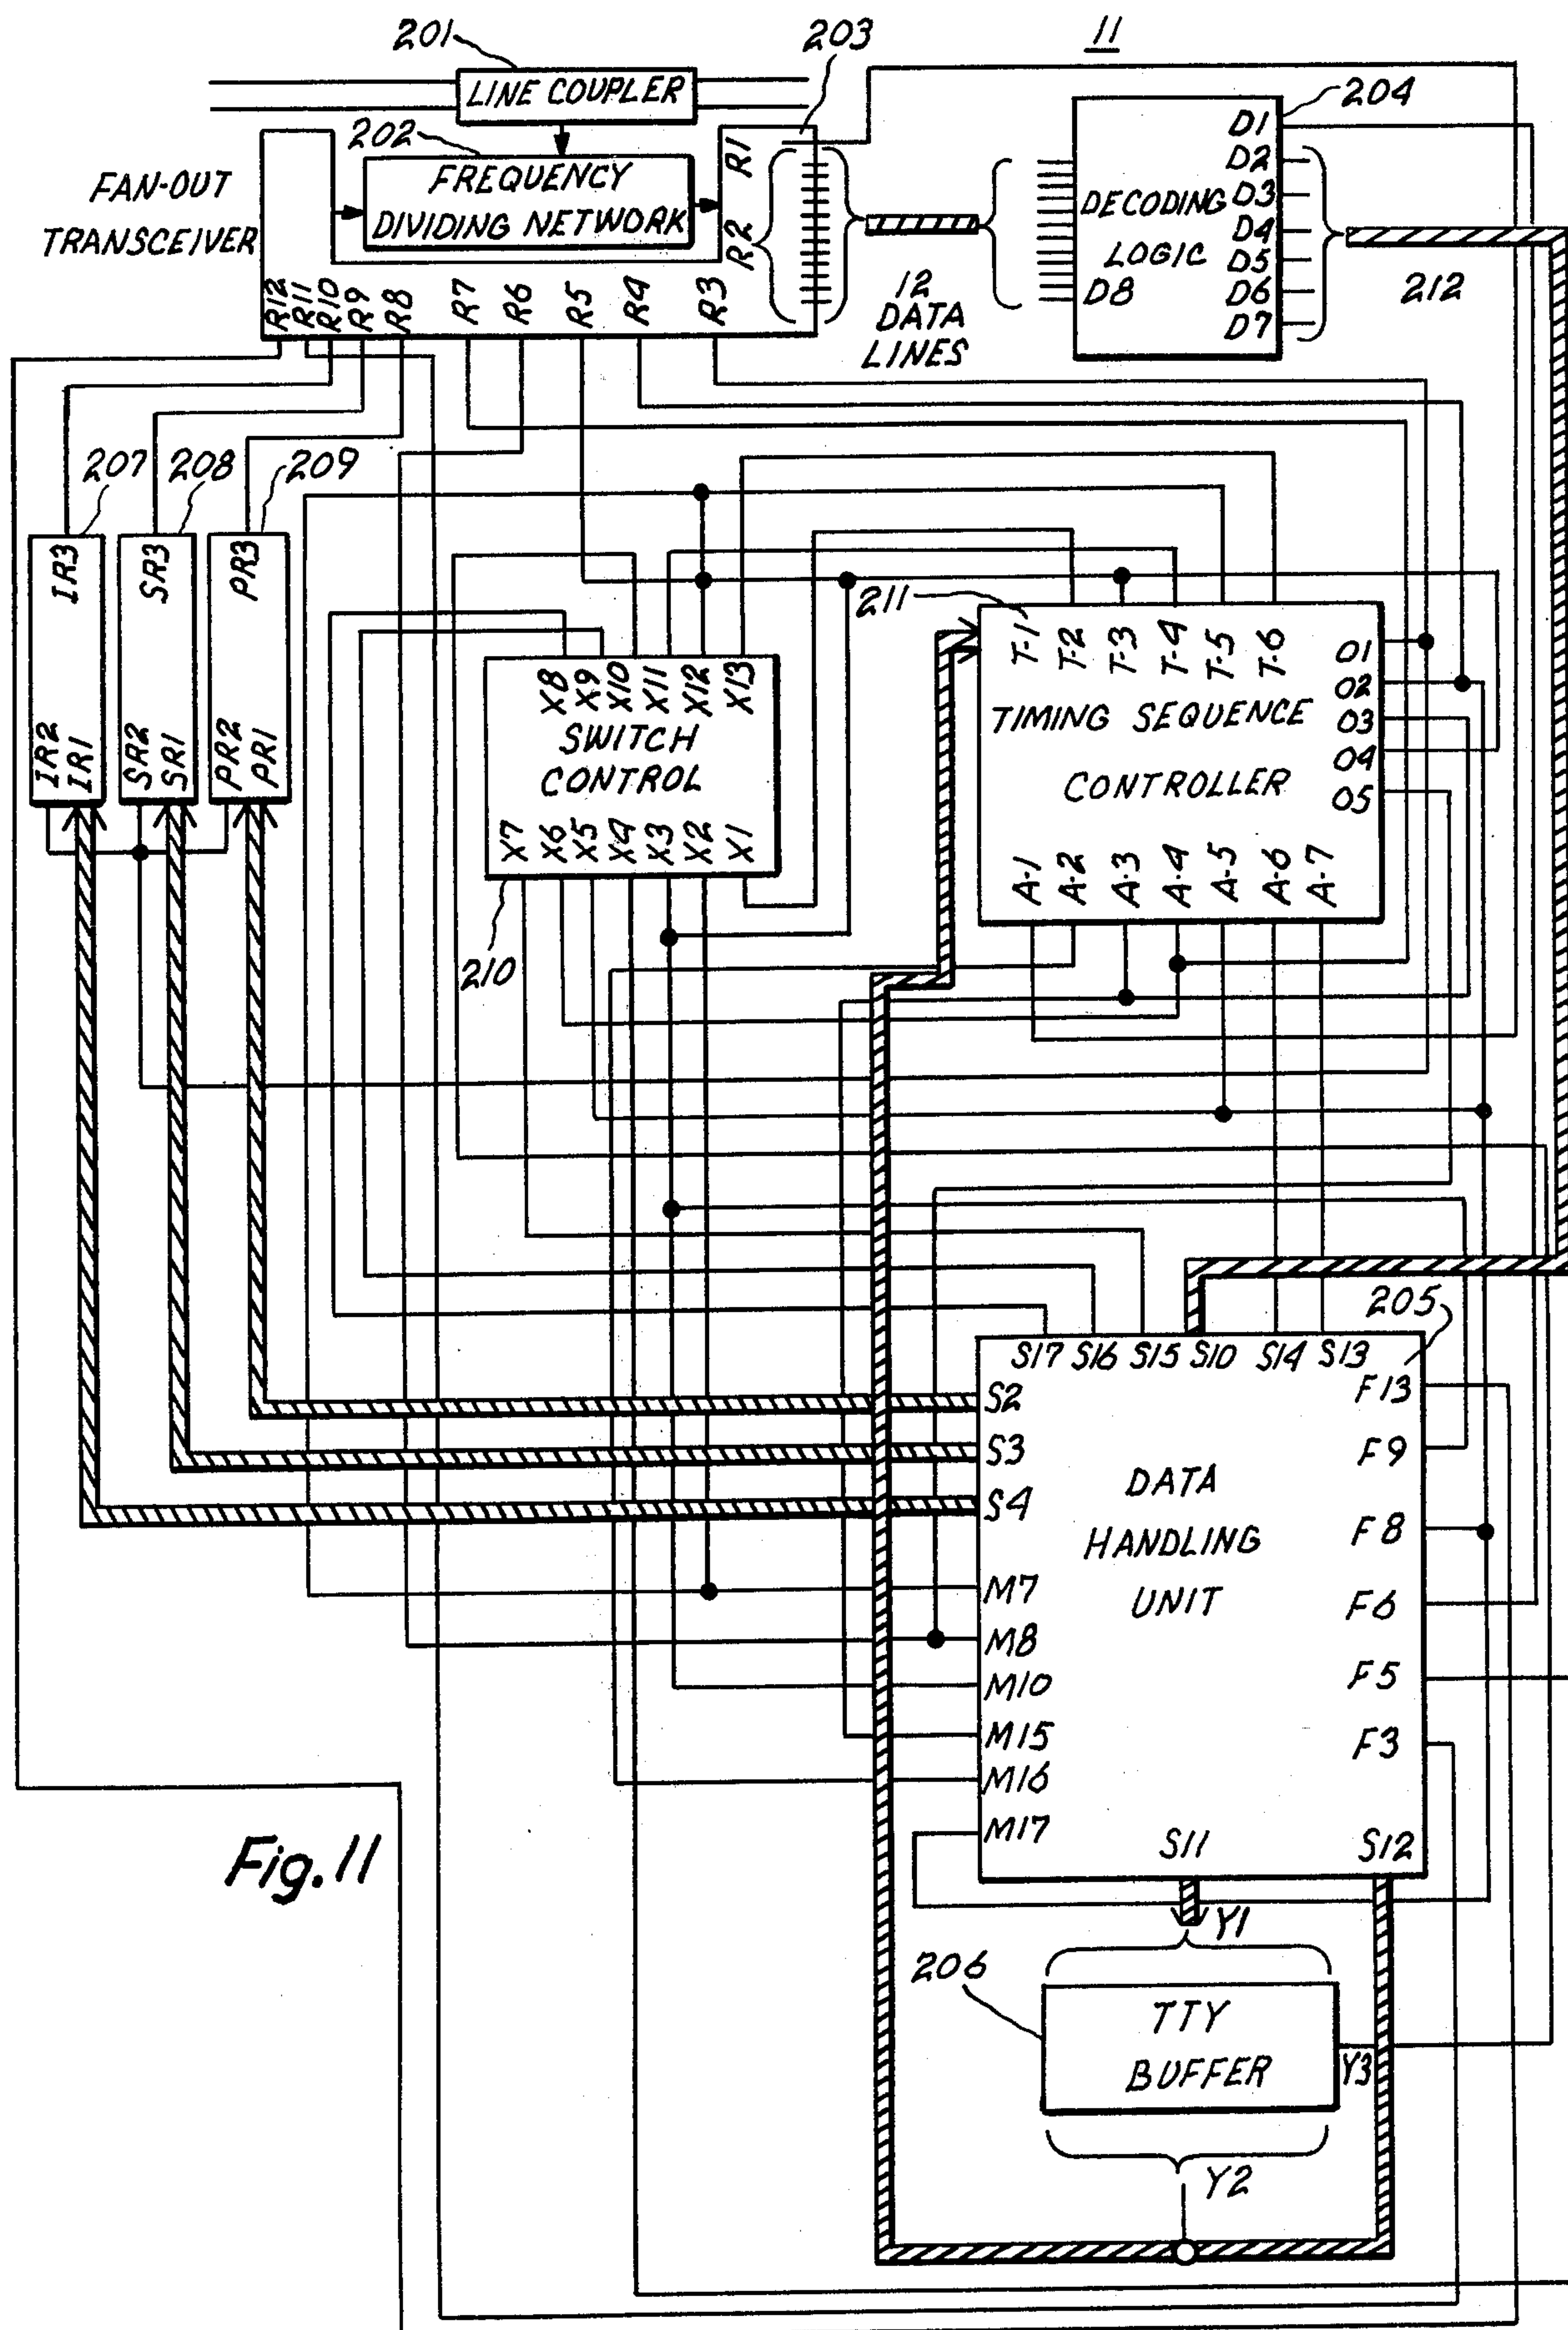 11
201
LINE COUPLER
203
204
202
FREQUENCY
DIVIDING NETWORK
FAN-OUT
TRANSCEIVER
R1
R2
R12
R11
R10
R9
R8
R7
R6
R5
R4
R3
12
DATA
LINES
DECODING
LOGIC
D1
D2
D3
D4
D5
D6
D7
D8
212
207
208
209
IR3
SR3
PR3
IR2
IR1
SR2
SR1
PR2
PR1
X8
X9
X10
X11
X12
X13
SWITCH
CONTROL
X7
X6
X5
X4
X3
X2
X1
210
211
T-1
T-2
T-3
T-4
T-5
T-6
TIMING SEQUENCE
CONTROLLER
01
02
03
04
05
A-1
A-2
A-3
A-4
A-5
A-6
A-7
205
S17
S16
S15
S10
S14
S13
S2
S3
S4
M7
M8
M10
M15
M16
M17
DATA
HANDLING
UNIT
F13
F9
F8
F6
F5
F3
S11
S12
Fig. 11
Y1
206
TTY
BUFFER
Y3
Y2